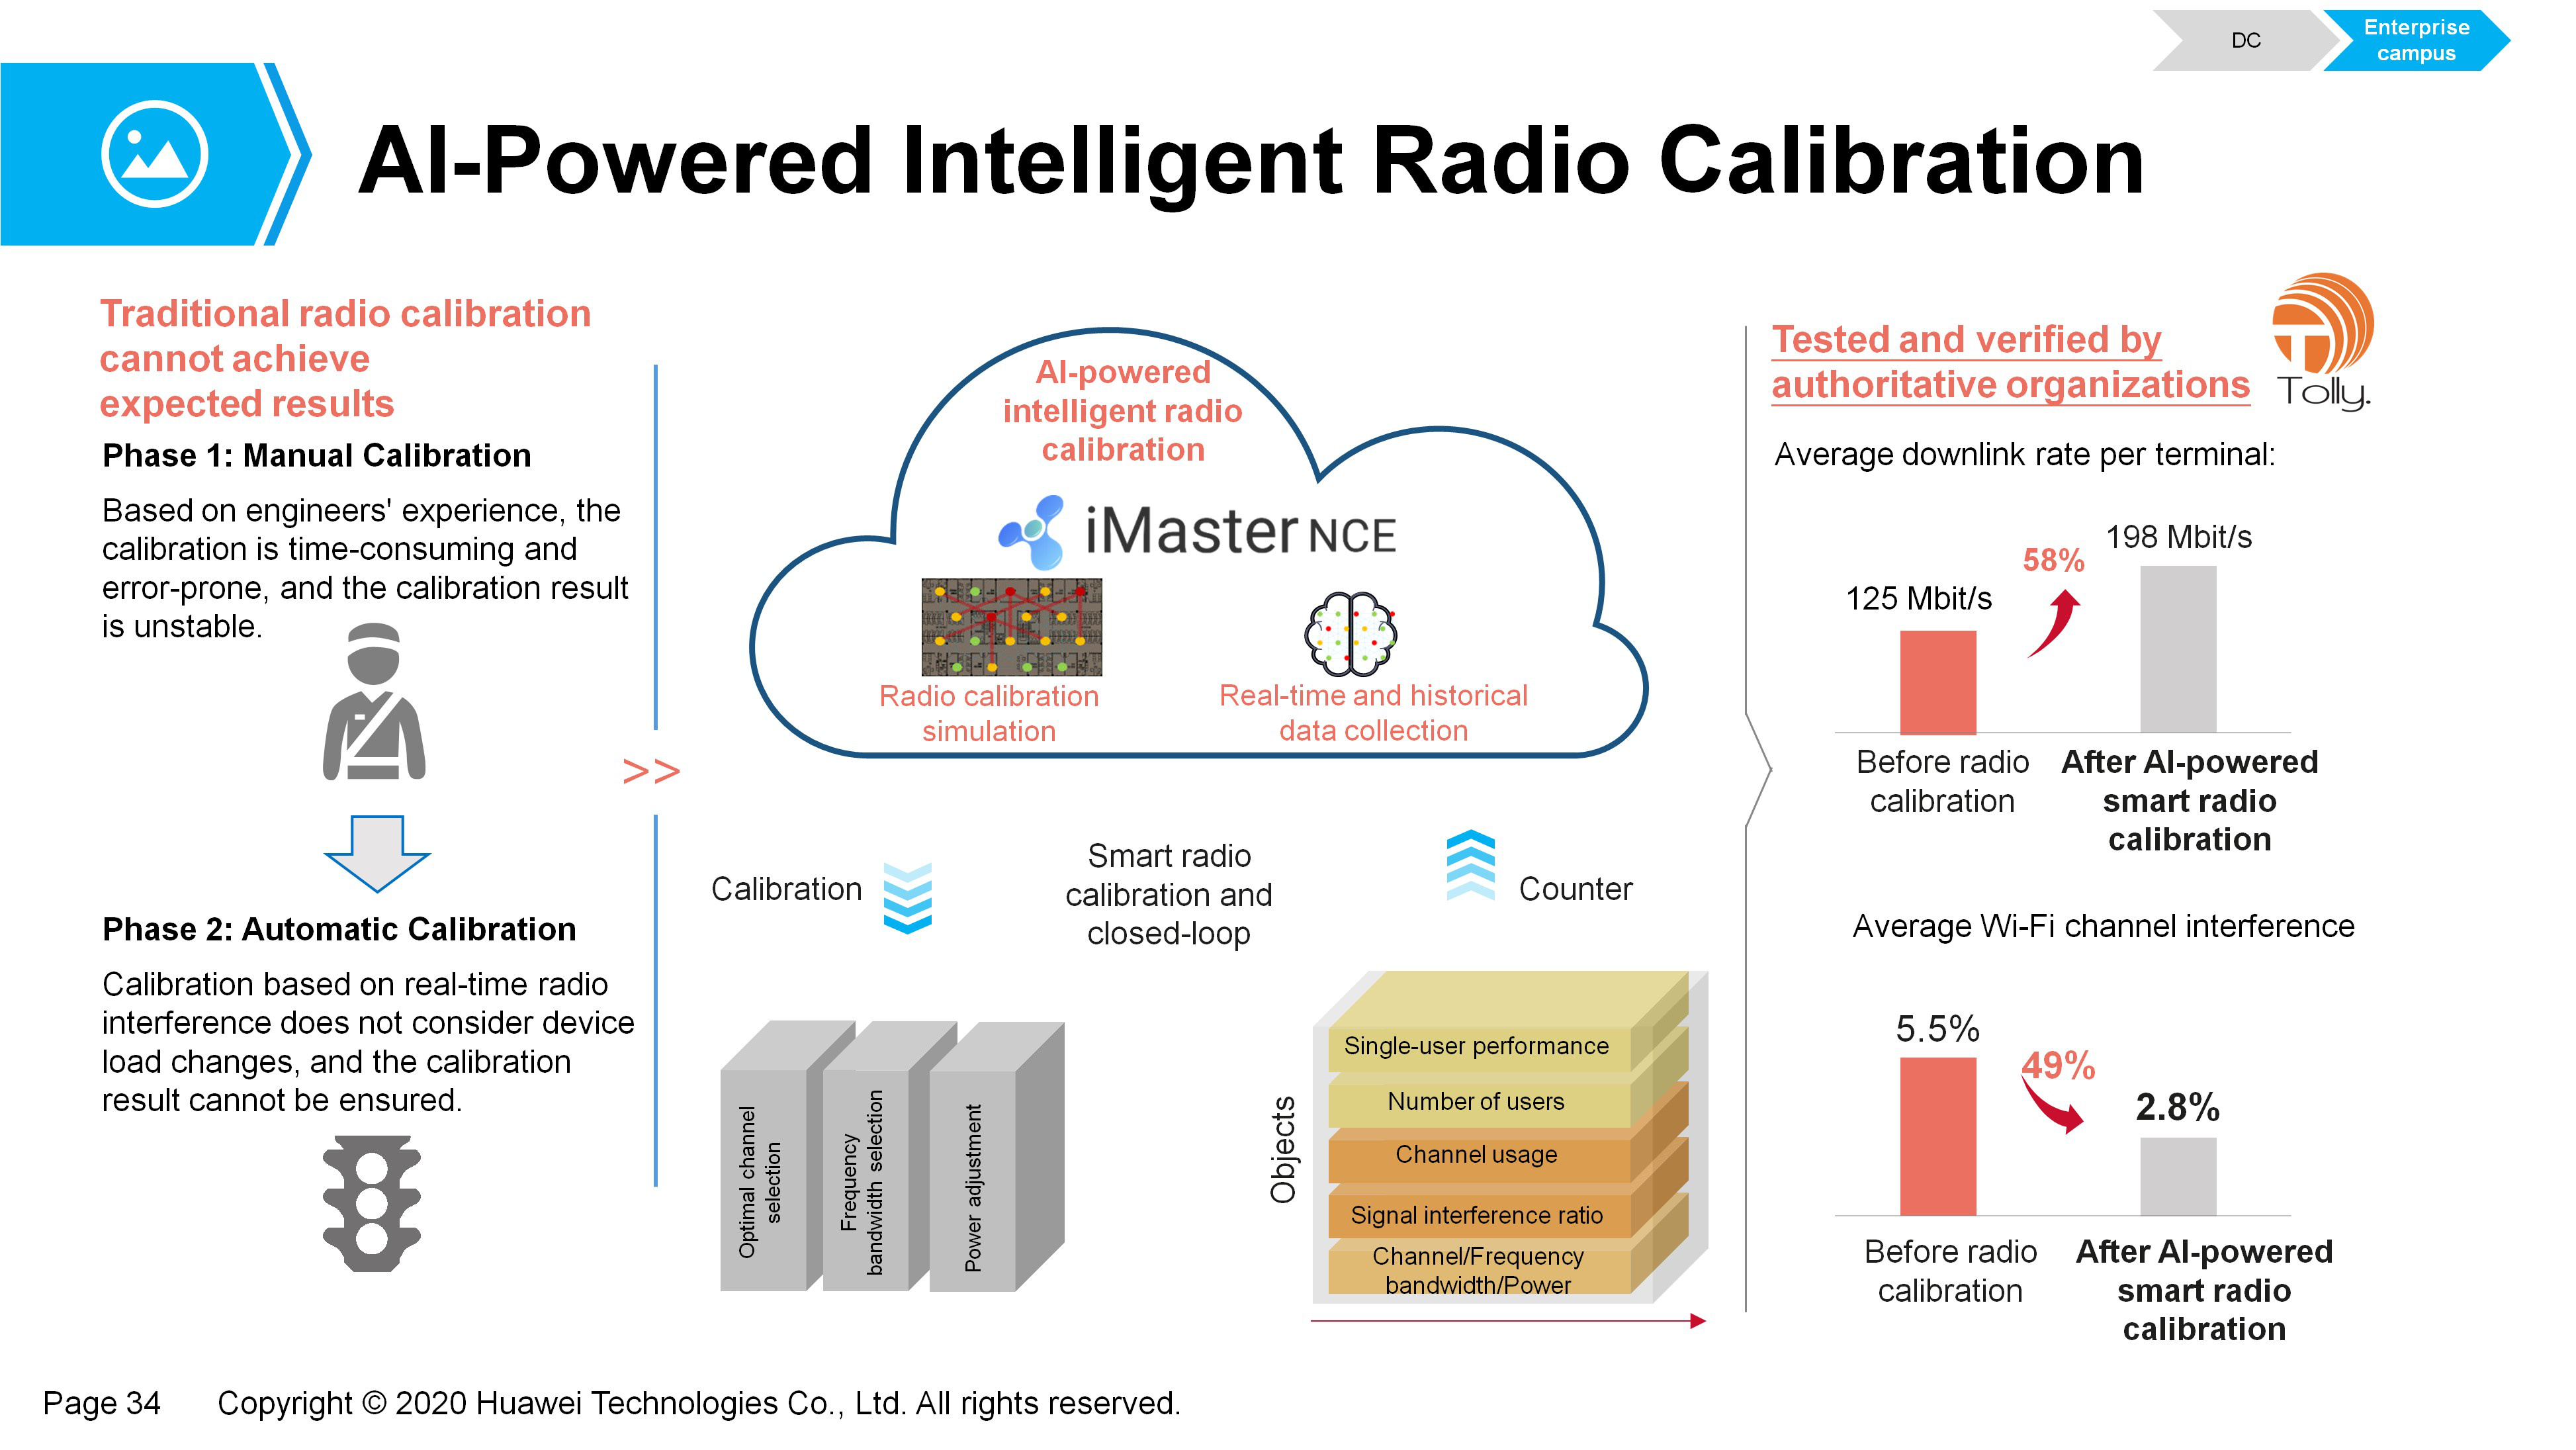 DC
Enterprise
campus
AI-Powered Intelligent Radio Calibration
Traditional radio calibration
cannot achieve
expected results
Phase 1: Manual Calibration
Based on engineers' experience, the
calibration is time-consuming and
error-prone, and the calibration result
is unstable.
Phase 2: Automatic Calibration
Calibration based on real-time radio
interference does not consider device
load changes, and the calibration
result cannot be ensured.
>>
AI-powered
intelligent radio
calibration
iMaster NCE
Radio calibration
simulation
Real-time and historical
data collection
Calibration
Smart radio
calibration and
closed-loop
Counter
Optimal channel
selection
Frequency
bandwidth selection
Power adjustment
Objects
Single-user performance
Number of users
Channel usage
Signal interference ratio
Channel/Frequency
bandwidth/Power
Tested and verified by
authoritative organizations
Tolly.
Average downlink rate per terminal:
125 Mbit/s
58%
198 Mbit/s
Before radio
calibration
After AI-powered
smart radio
calibration
Average Wi-Fi channel interference
5.5%
49%
2.8%
Before radio
calibration
After AI-powered
smart radio
calibration
Page 34
Copyright © 2020 Huawei Technologies Co., Ltd. All rights reserved.